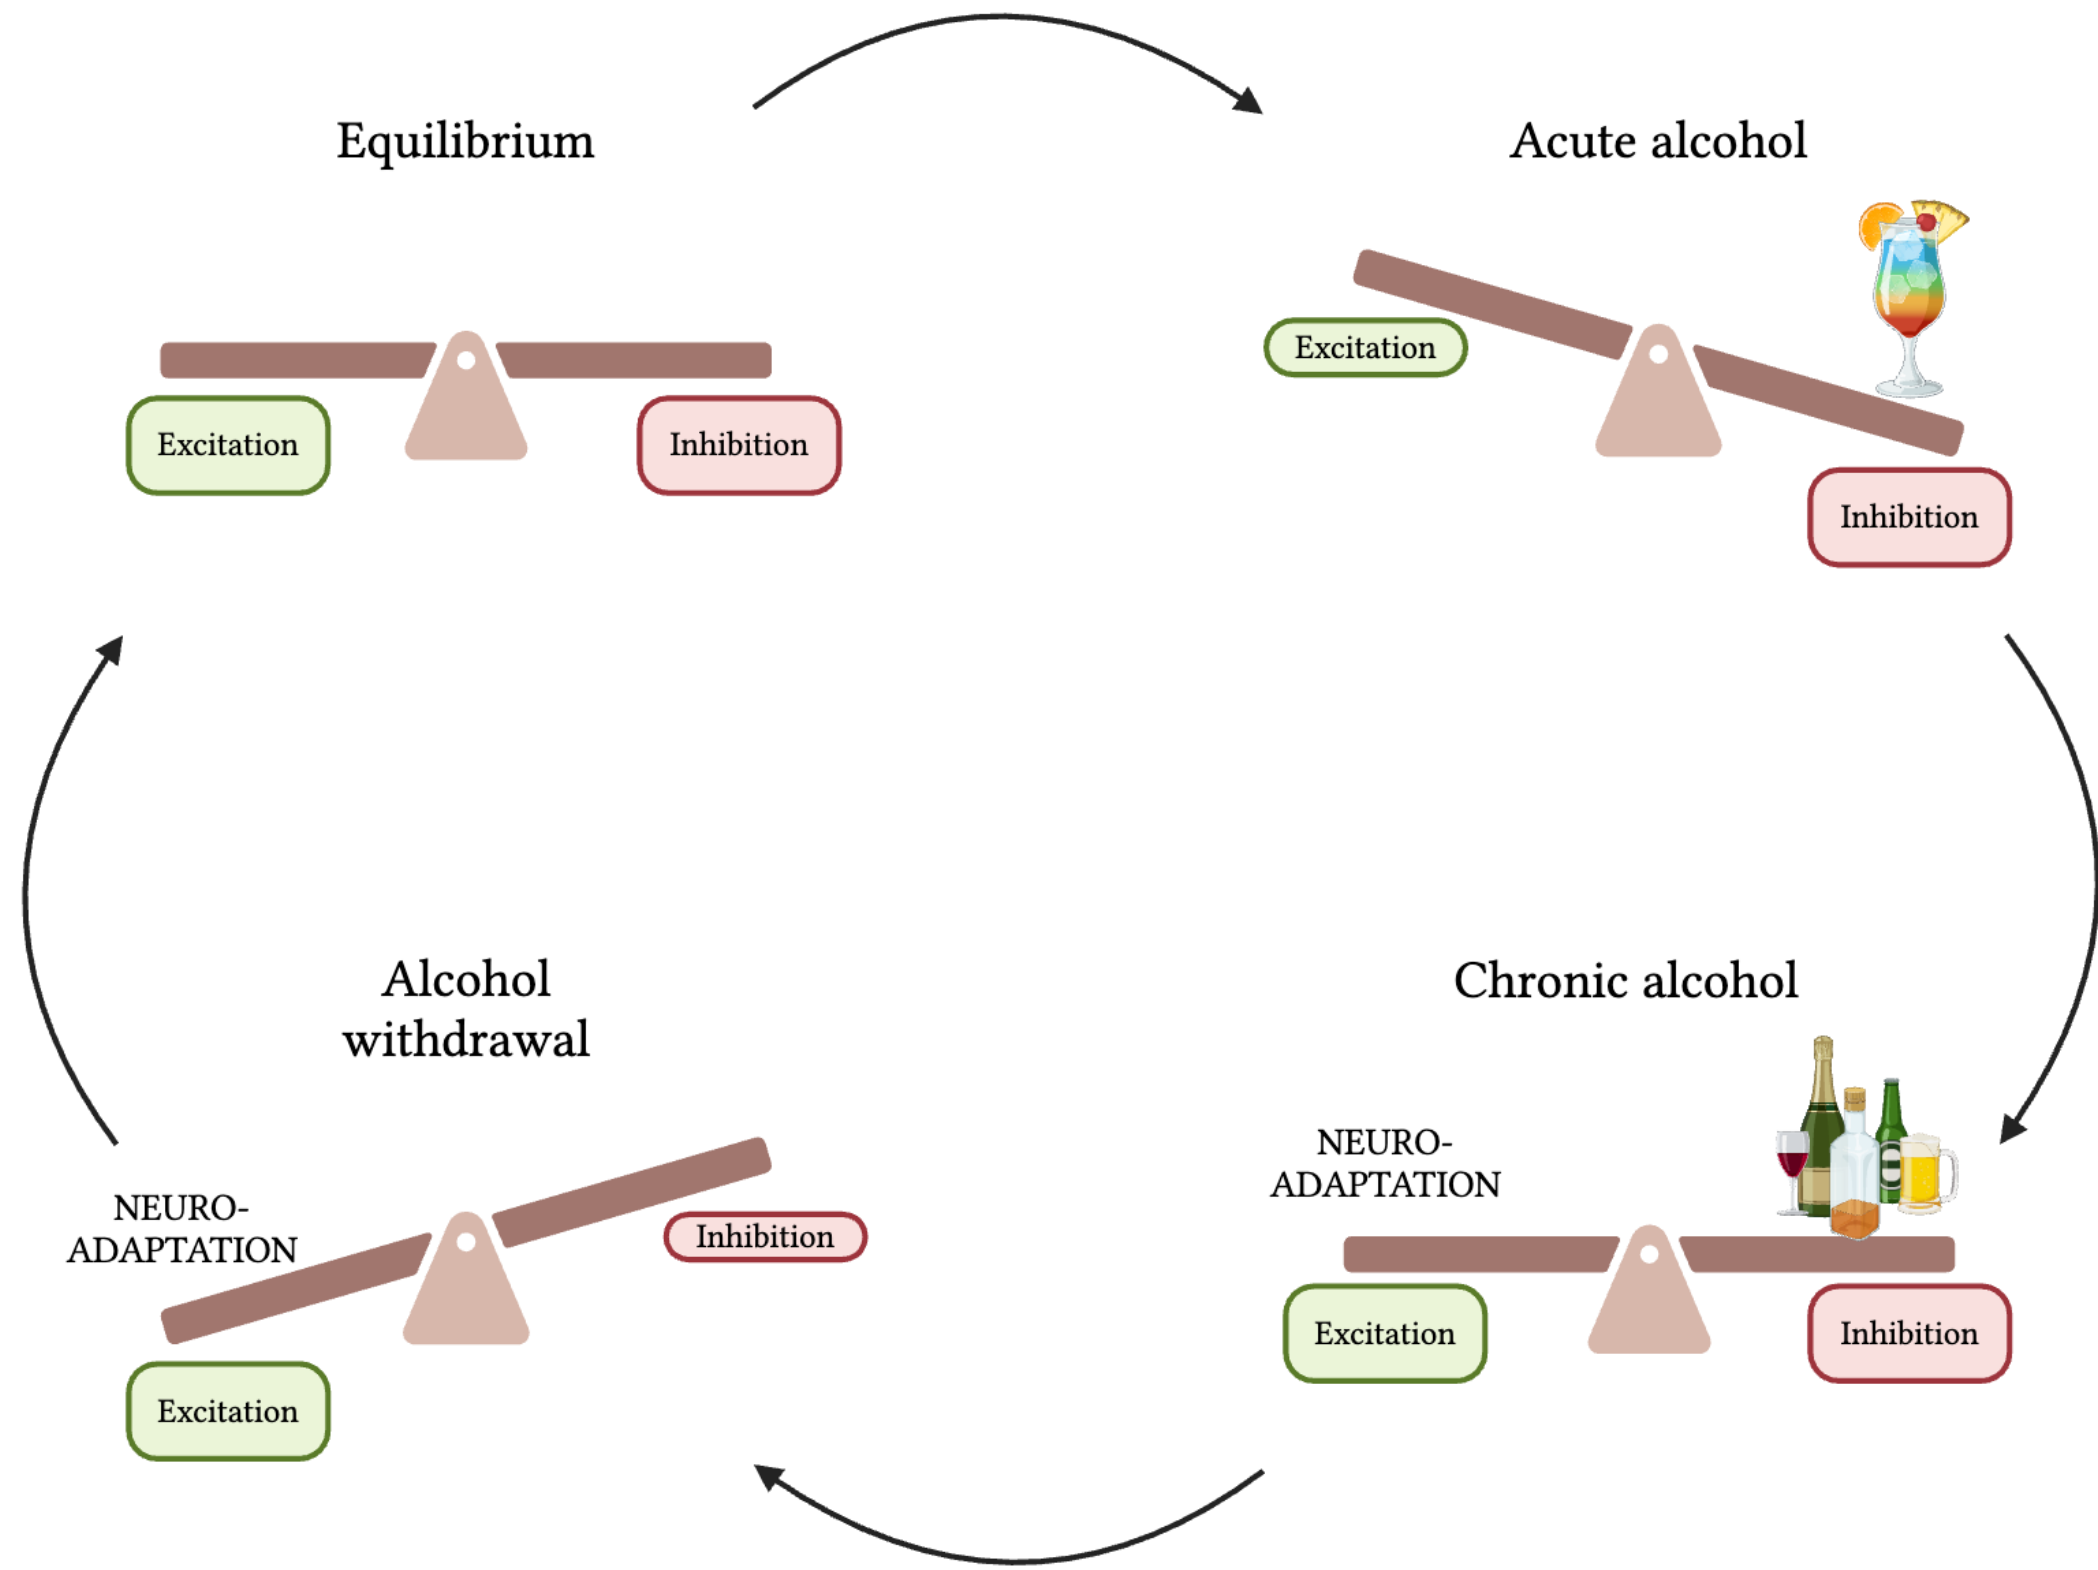 Equilibrium
Excitation
Inhibition
Acute alcohol
Excitation
Inhibition
Chronic alcohol
NEURO-
ADAPTATION
Excitation
Inhibition
Alcohol
withdrawal
NEURO-
ADAPTATION
Inhibition
Excitation